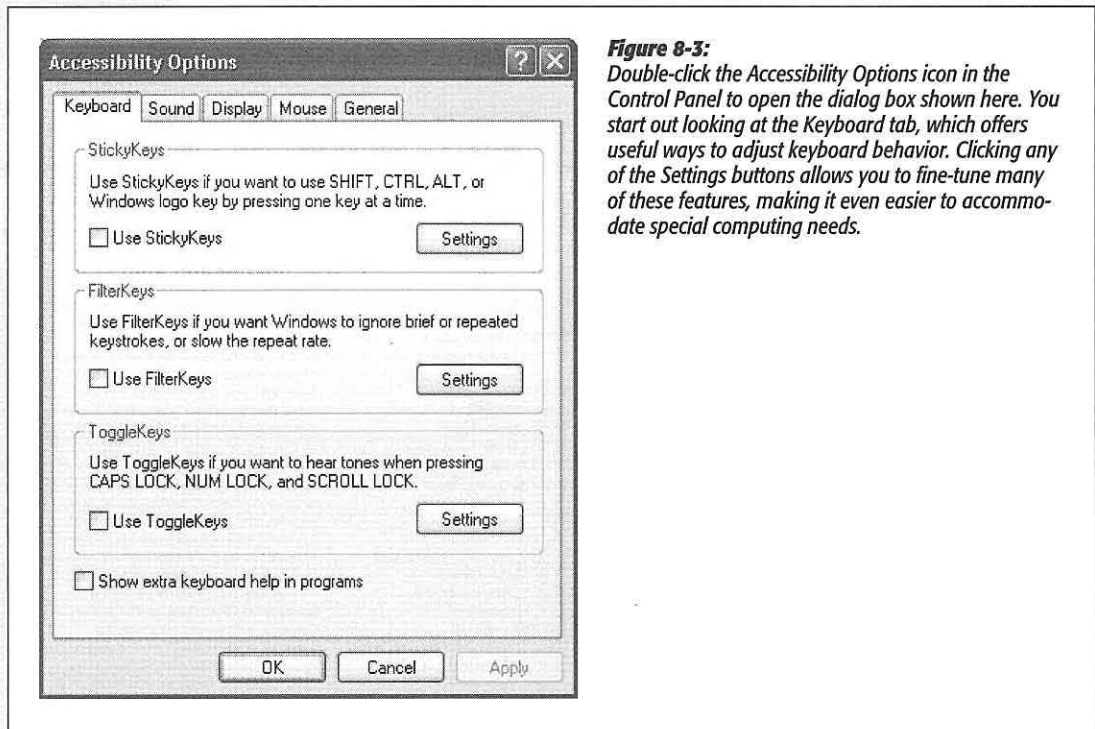 Accessibility Options
Keyboard Sound Display Mouse General
StickyKeys
Use StickyKeys if you want to use SHIFT, CTRL, ALT, or
Windows logo key by pressing one key at a time.
Use StickyKeys Settings
FilterKeys
Use FilterKeys if you want Windows to ignore brief or repeated
keystrokes, or slow the repeat rate.
Use FilterKeys Settings
ToggleKeys
Use ToggleKeys if you want to hear tones when pressing
CAPS LOCK, NUM LOCK, and SCROLL LOCK.
Use ToggleKeys Settings
Show extra keyboard help in programs
OK Cancel Apply
Figure 8-3:
Double-click the Accessibility Options icon in the
Control Panel to open the dialog box shown here. You
start out looking at the Keyboard tab, which offers
useful ways to adjust keyboard behavior. Clicking any
of the Settings buttons allows you to fine-tune many
of these features, making it even easier to accommo-
date special computing needs.